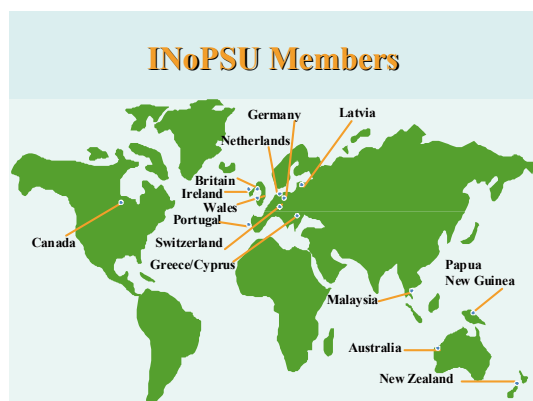 INoPSU Members
Germany
Latvia
Netherlands
Britain
Ireland
Wales
Portugal
Canada
Switzerland
Greece/Cyprus
Papua
New Guinea
Malaysia
Australia
New Zealand